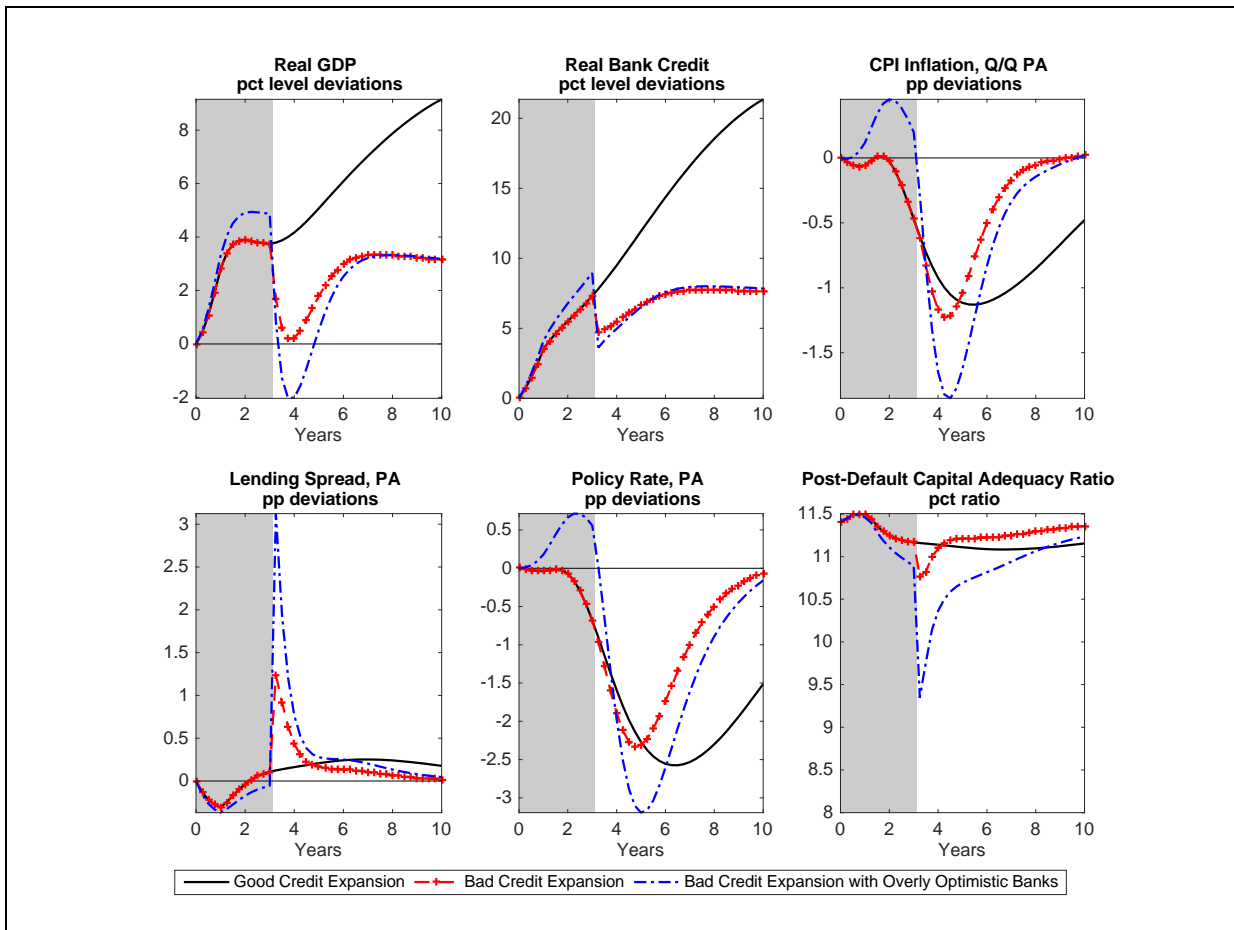 Real GDP
pct level deviations
8
6
4
2
0
-2
0 2 4 6 8 10
Years
Real Bank Credit
pct level deviations
20
15
10
5
0
0 2 4 6 8 10
Years
CPI Inflation, Q/Q PA
pp deviations
0
-0.5
-1
-1.5
0 2 4 6 8 10
Years
Lending Spread, PA
pp deviations
3
2.5
2
1.5
1
0.5
0
0 2 4 6 8 10
Years
Policy Rate, PA
pp deviations
0.5
0
-0.5
-1
-1.5
-2
-2.5
-3
0 2 4 6 8 10
Years
Post-Default Capital Adequacy Ratio
pct ratio
11.5
11
10.5
10
9.5
9
8.5
8
0 2 4 6 8 10
Years
Good Credit Expansion Bad Credit Expansion Bad Credit Expansion with Overly Optimistic Banks